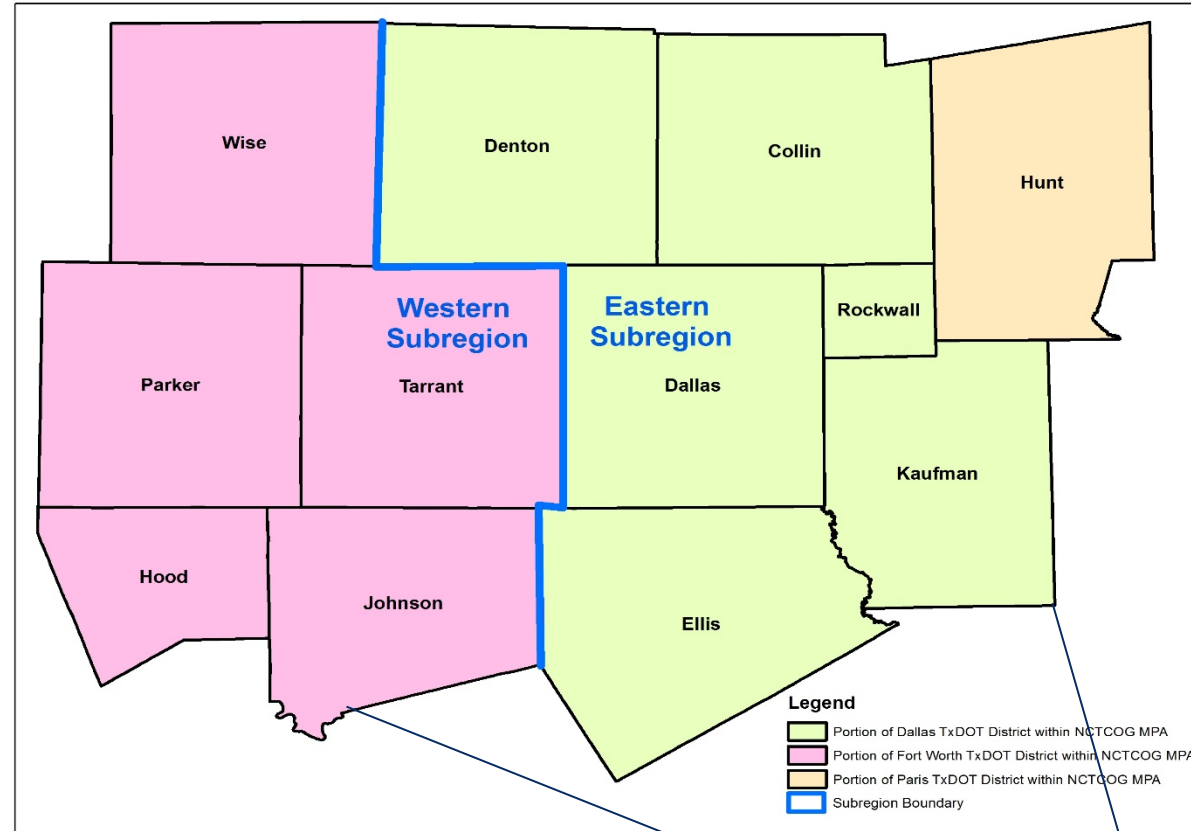 Wise
Denton
Collin
Hunt
Western
Subregion
Eastern
Subregion
Rockwall
Parker
Tarrant
Dallas
Kaufman
Hood
Johnson
Ellis
Legend
Portion of Dallas TxDOT District within NCTCOG MPA
Portion of Fort Worth TxDOT District within NCTCOG MPA
Portion of Paris TxDOT District within NCTCOG MPA
Subregion Boundary